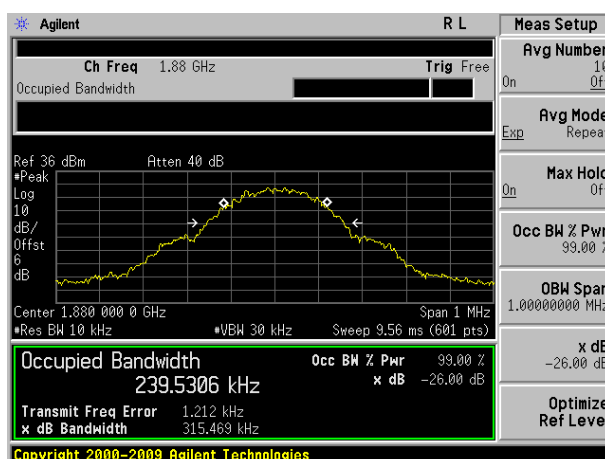 Agilent R L Meas Setup
Ch Freq 1.88 GHz Trig Free
Occupied Bandwidth
Ref 36 dBm Atten 40 dB
#Peak
Log
10
dB/
Offst
6
dB
Center 1.880 000 0 GHz Span 1 MHz
#Res BW 10 kHz #VBW 30 kHz Sweep 9.56 ms (601 pts)
Occupied Bandwidth Occ BW % Pwr 99.00 %
239.5306 kHz x dB -26.00 dB
Transmit Freq Error 1.212 kHz
x dB Bandwidth 315.469 kHz
Copyright 2000-2009 Agilent Technologies
Avg Number
10
On Off
Avg Mode
Exp Repeat
Max Hold
On Off
Occ BW % Pwr
99.00 %
OBW Span
1.00000000 MHz
x dB
-26.00 dB
Optimize
Ref Level